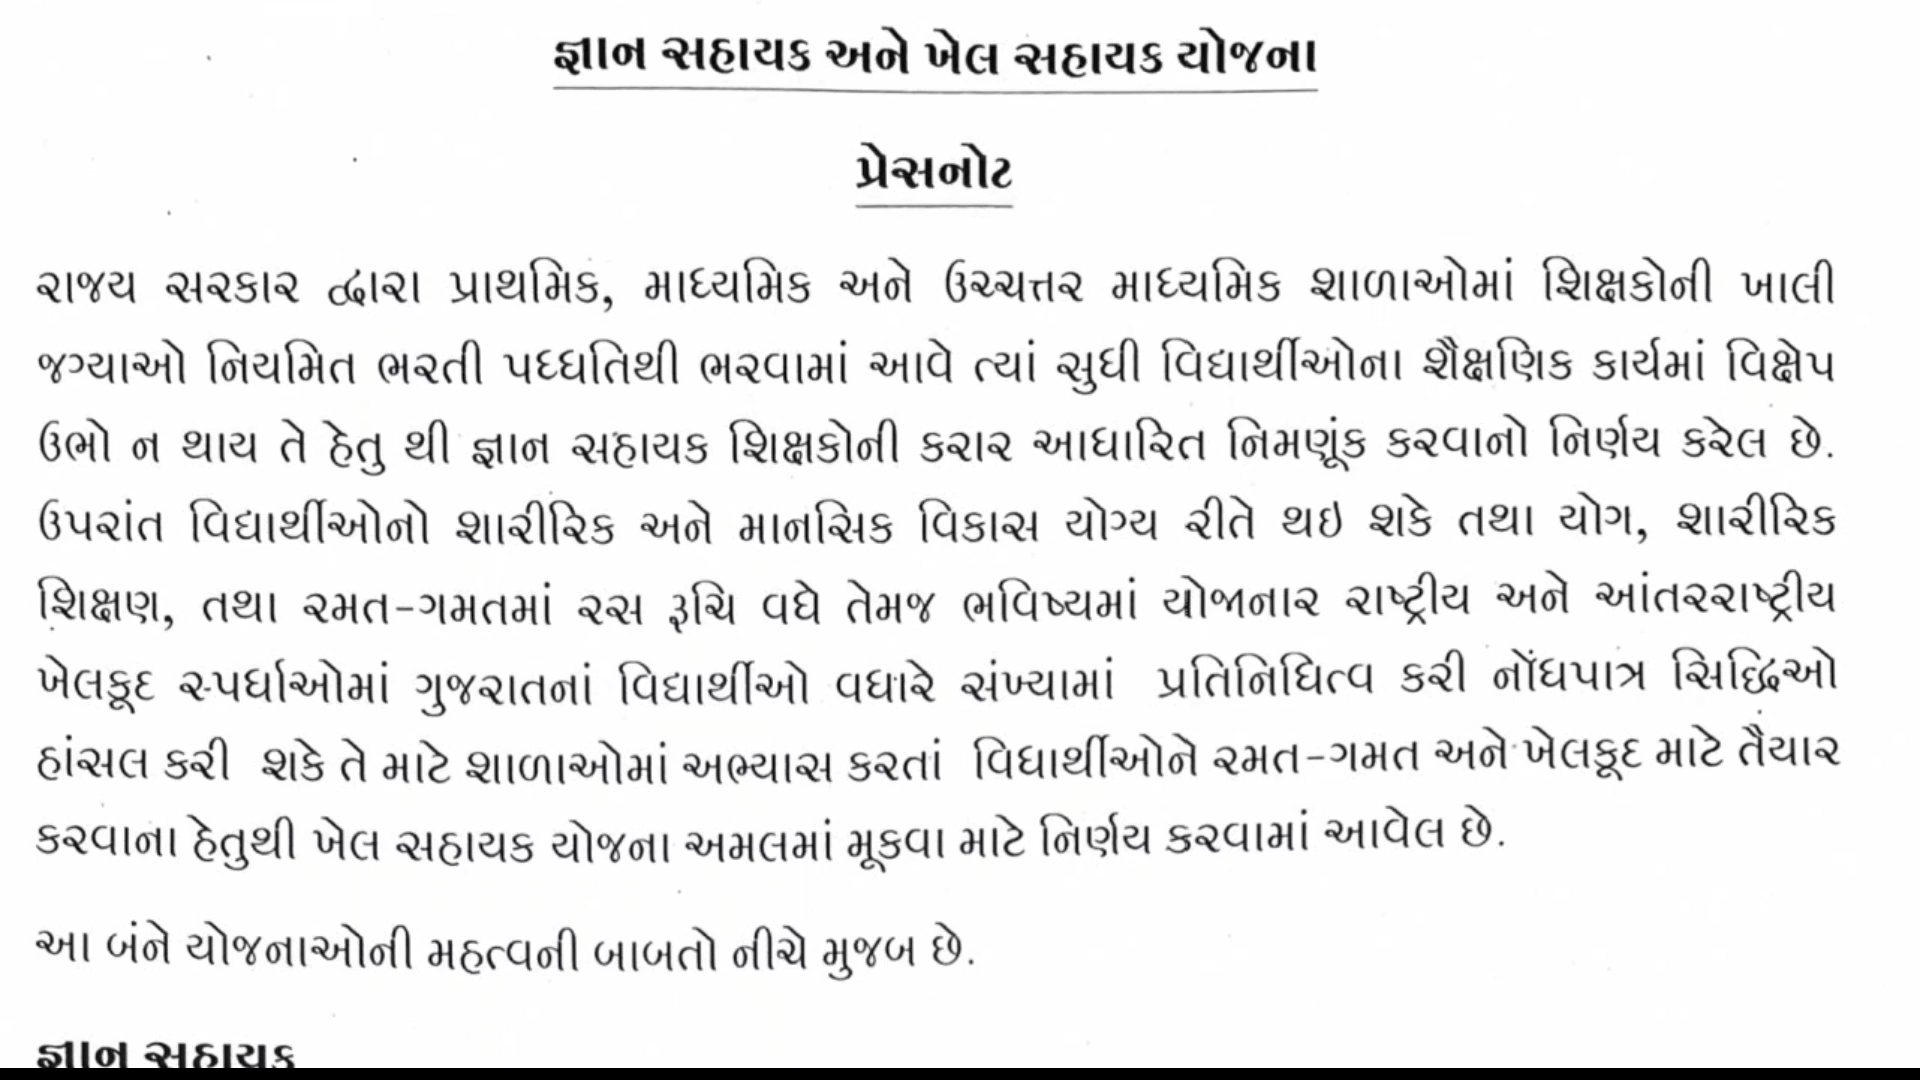 જ્ઞાન સહાયક અને ખેલ સહાયક યોજના
પ્રેસનોટ
રાજય સરકાર દ્વારા પ્રાથમિક, માધ્યમિક અને ઉચ્ચત્તર માધ્યમિક શાળાઓમાં શિક્ષકોની ખાલી
જગ્યાઓ નિયમિત ભરતી પધ્ધતિથી ભરવામાં આવે ત્યાં સુધી વિદ્યાર્થીઓના શૈક્ષણિક કાર્યમાં વિક્ષેપ
ઉભો ન થાય તે હેતુ થી જ્ઞાન સહાયક શિક્ષકોની કરાર આધારિત નિમણૂંક કરવાનો નિર્ણય કરેલ છે.
ઉપરાંત વિદ્યાર્થીઓનો શારીરિક અને માનસિક વિકાસ યોગ્ય રીતે થઇ શકે તથા યોગ, શારીરિક
શિક્ષણ, તથા રમત-ગમતમાં રસ રૂચિ વધે તેમજ ભવિષ્યમાં યોજાનાર રાષ્ટ્રીય અને આંતરરાષ્ટ્રીય
ખેલકૂદ સ્પર્ધાઓમાં ગુજરાતનાં વિદ્યાર્થીઓ વધારે સંખ્યામાં પ્રતિનિધિત્વ કરી નોંધપાત્ર સિદ્ધિઓ
હાંસલ કરી શકે તે માટે શાળાઓમાં અભ્યાસ કરતાં વિદ્યાર્થીઓને રમત-ગમત અને ખેલકૂદ માટે તૈયાર
કરવાના હેતુથી ખેલ સહાયક યોજના અમલમાં મૂકવા માટે નિર્ણય કરવામાં આવેલ છે.
આ બંને યોજનાઓની મહત્વની બાબતો નીચે મુજબ છે.
જ્ઞાન સહાયક